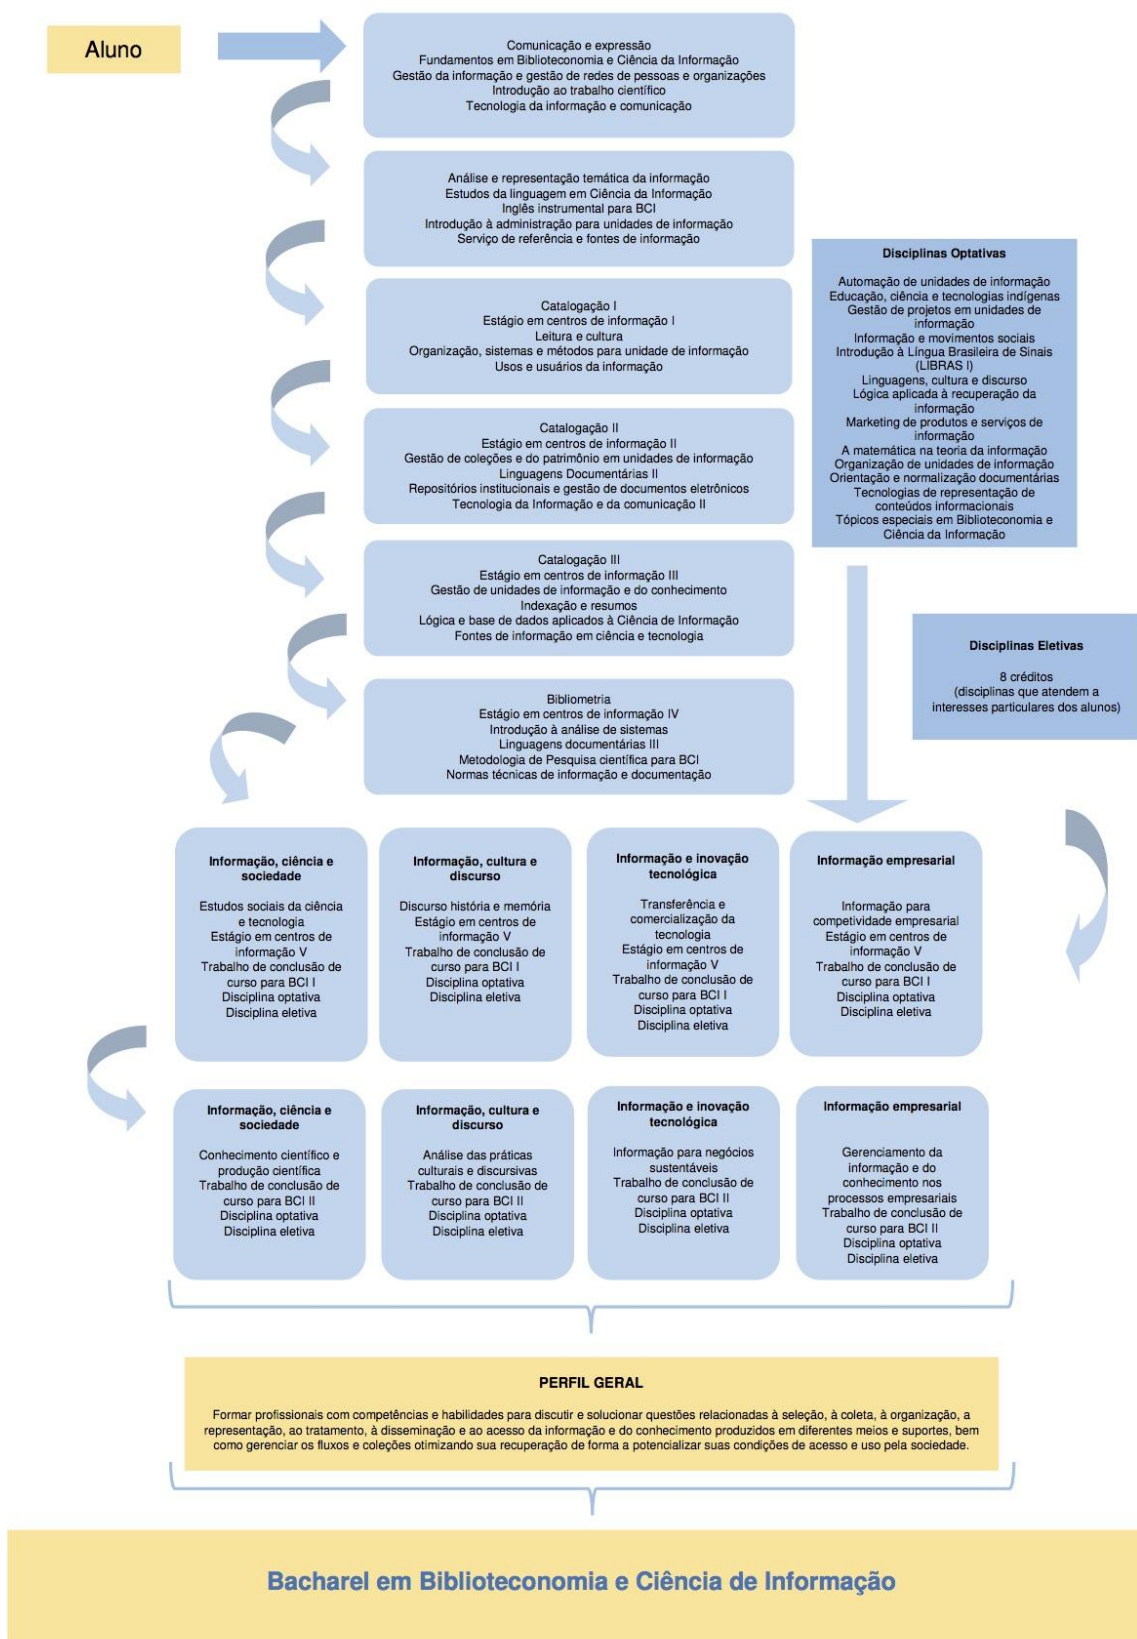 Aluno
Comunicação e expressão
Fundamentos em Biblioteconomia e Ciência da Informação
Gestão da informação e gestão de redes de pessoas e organizações
Introdução ao trabalho científico
Tecnologia da informação e comunicação
Análise e representação temática da informação
Estudos da linguagem em Ciência da Informação
Inglês instrumental para BCI
Introdução à administração para unidades de informação
Serviço de referência e fontes de informação
Catalogação I
Estágio em centros de informação I
Leitura e cultura
Organização, sistemas e métodos para unidade de informação
Usos e usuários da informação
Catalogação II
Estágio em centros de informação II
Gestão de coleções e do patrimônio em unidades de informação
Linguagens Documentárias II
Repositórios institucionais e gestão de documentos eletrônicos
Tecnologia da Informação e da comunicação II
Catalogação III
Estágio em centros de informação III
Gestão de unidades de informação e do conhecimento
Indexação e resumos
Lógica e base de dados aplicados à Ciência de Informação
Fontes de informação em ciência e tecnologia
Bibliometria
Estágio em centros de informação IV
Introdução à análise de sistemas
Linguagens documentárias III
Metodologia de Pesquisa científica para BCI
Normas técnicas de informação e documentação
Disciplinas Optativas
Automação de unidades de informação
Educação, ciência e tecnologias indígenas
Gestão de projetos em unidades de
informação
Informação e movimentos sociais
Introdução à Língua Brasileira de Sinais
(LIBRAS I)
Linguagens, cultura e discurso
Lógica aplicada à recuperação da
informação
Marketing de produtos e serviços de
informação
A matemática na teoria da informação
Organização de unidades de informação
Orientação e normalização documentárias
Tecnologias de representação de
conteúdos informacionais
Tópicos especiais em Biblioteconomia e
Ciência da Informação
Disciplinas Eletivas
8 créditos
(disciplinas que atendem a
interesses particulares dos alunos)
Informação, ciência e
sociedade
Estudos sociais da ciência
e tecnologia
Estágio em centros de
informação V
Trabalho de conclusão de
curso para BCI I
Disciplina optativa
Disciplina eletiva
Informação, cultura e
discurso
Discurso história e memória
Estágio em centros de
informação V
Trabalho de conclusão de
curso para BCI I
Disciplina optativa
Disciplina eletiva
Informação e inovação
tecnológica
Transferência e
comercialização da
tecnologia
Estágio em centros de
informação V
Trabalho de conclusão de
curso para BCI I
Disciplina optativa
Disciplina eletiva
Informação empresarial
Informação para
competividade empresarial
Estágio em centros de
informação V
Trabalho de conclusão de
curso para BCI I
Disciplina optativa
Disciplina eletiva
Informação, ciência e
sociedade
Conhecimento científico e
produção científica
Trabalho de conclusão de
curso para BCI II
Disciplina optativa
Disciplina eletiva
Informação, cultura e
discurso
Análise das práticas
culturais e discursivas
Trabalho de conclusão de
curso para BCI II
Disciplina optativa
Disciplina eletiva
Informação e inovação
tecnológica
Informação para negócios
sustentáveis
Trabalho de conclusão de
curso para BCI II
Disciplina optativa
Disciplina eletiva
Informação empresarial
Gerenciamento da
informação e do
conhecimento nos
processos empresariais
Trabalho de conclusão de
curso para BCI II
Disciplina optativa
Disciplina eletiva
PERFIL GERAL
Formar profissionais com competências e habilidades para discutir e solucionar questões relacionadas à seleção, à coleta, à organização, a
representação, ao tratamento, à disseminação e ao acesso da informação e do conhecimento produzidos em diferentes meios e suportes, bem
como gerenciar os fluxos e coleções otimizando sua recuperação de forma a potencializar suas condições de acesso e uso pela sociedade.
Bacharel em Biblioteconomia e Ciência de Informação